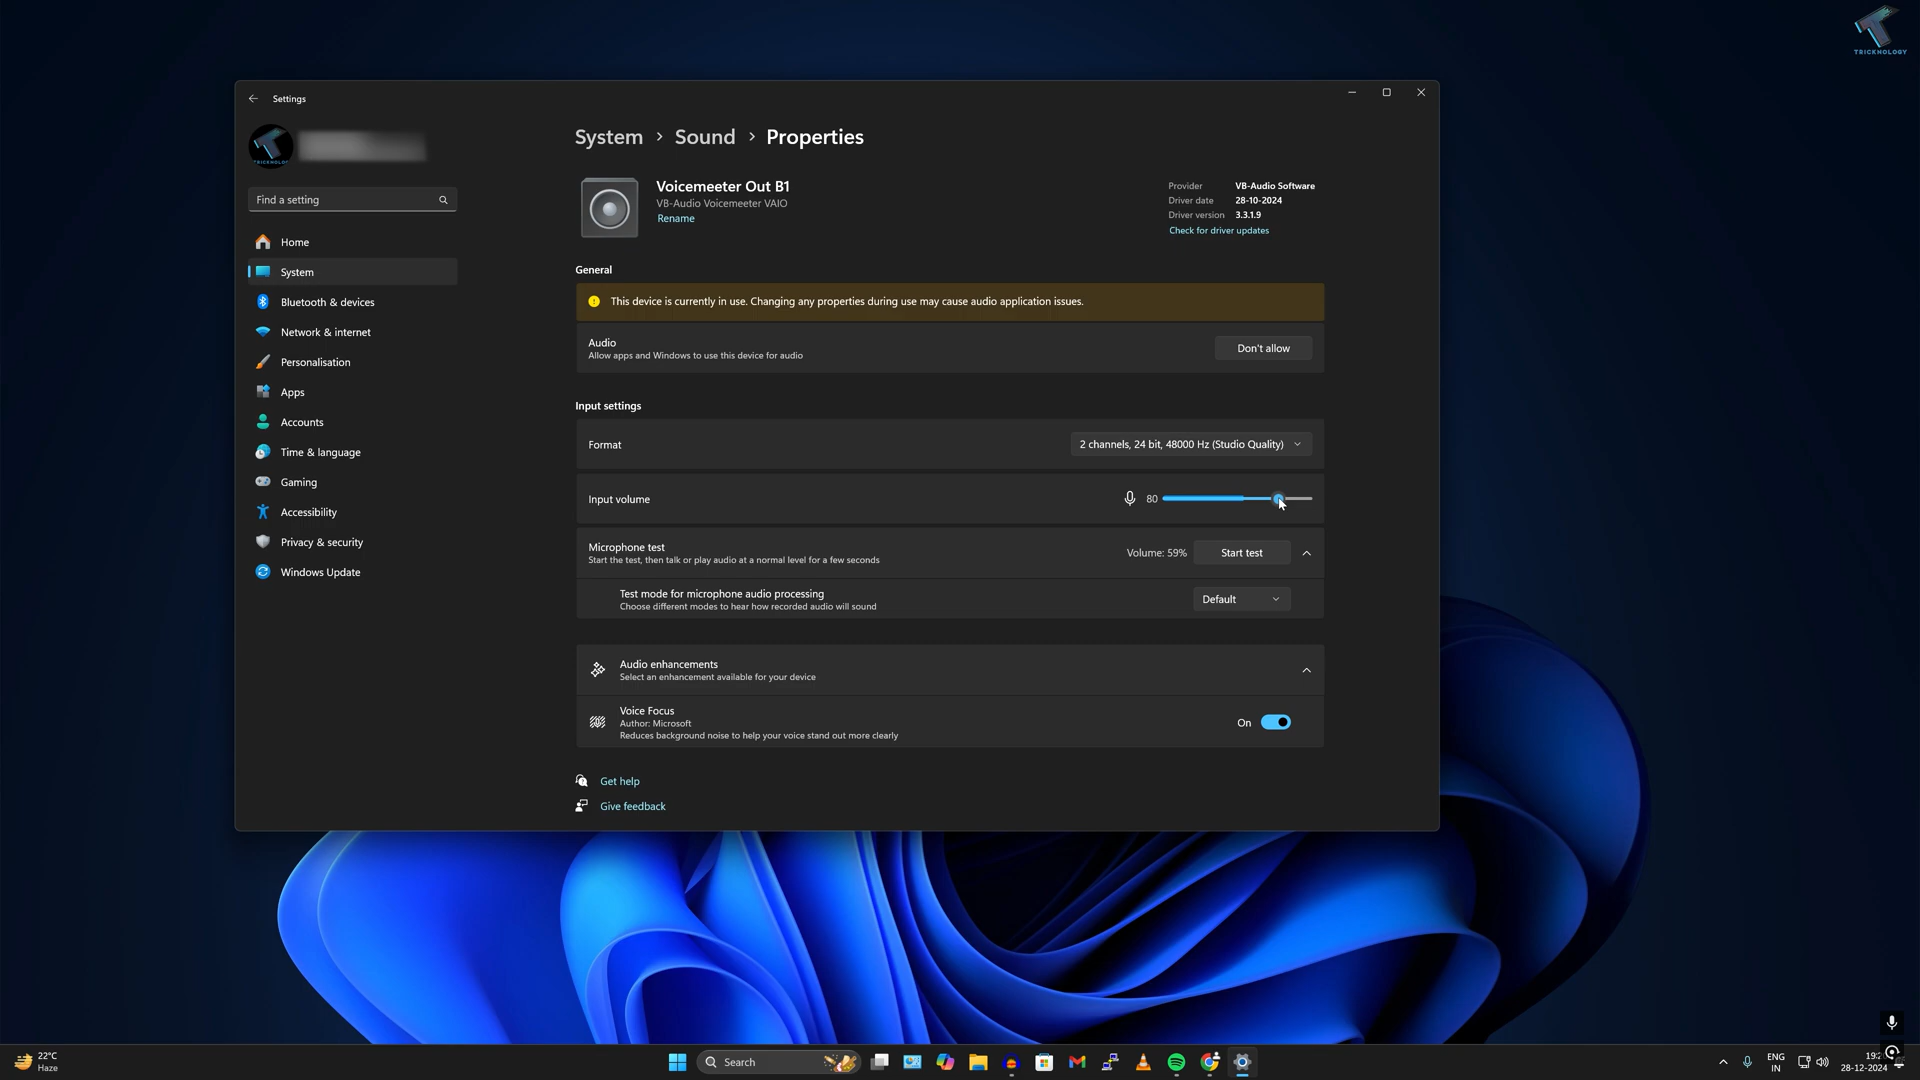 TRICKNOLOGY
Settings
System > Sound > Properties
Find a setting
Home
System
Bluetooth & devices
Network & internet
Personalisation
Apps
Accounts
Time & language
Gaming
Accessibility
Privacy & security
Windows Update
Voicemeeter Out B1
VB-Audio Voicemeeter VAIO
Rename
Provider VB-Audio Software
Driver date 28-10-2024
Driver version 3.3.1.9
Check for driver updates
General
This device is currently in use. Changing any properties during use may cause audio application issues.
Audio
Allow apps and Windows to use this device for audio
Don't allow
Input settings
Format
2 channels, 24 bit, 48000 Hz (Studio Quality)
Input volume
80
Microphone test
Start the test, then talk or play audio at a normal level for a few seconds
Volume: 59%
Start test
Test mode for microphone audio processing
Choose different modes to hear how recorded audio will sound
Default
Audio enhancements
Select an enhancement available for your device
Voice Focus
Author: Microsoft
Reduces background noise to help your voice stand out more clearly
On
Get help
Give feedback
22°C
Haze
Search
ENG
IN
28-12-2024